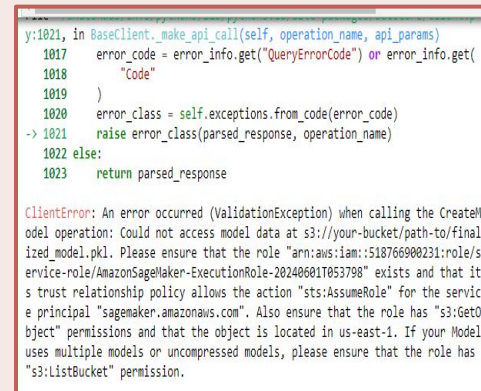 y:1021, in BaseClient._make_api_call(self, operation_name, api_params)
1017 error_code = error_info.get("QueryErrorCode") or error_info.get(
1018 "Code"
1019 )
1020 error_class = self.exceptions.from_code(error_code)
-> 1021 raise error_class(parsed_response, operation_name)
1022 else:
1023 return parsed_response
ClientError: An error occurred (ValidationException) when calling the CreateM
odel operation: Could not access model data at s3://your-bucket/path-to/final
ized_model.pkl. Please ensure that the role "arn:aws:iam::518766900231:role/s
ervice-role/AmazonSageMaker-ExecutionRole-20240601T053798" exists and that it
s trust relationship policy allows the action "sts:AssumeRole" for the servic
e principal "sagemaker.amazonaws.com". Also ensure that the role has "s3:GetO
bject" permissions and that the object is located in us-east-1. If your Model
uses multiple models or uncompressed models, please ensure that the role has
"s3:ListBucket" permission.